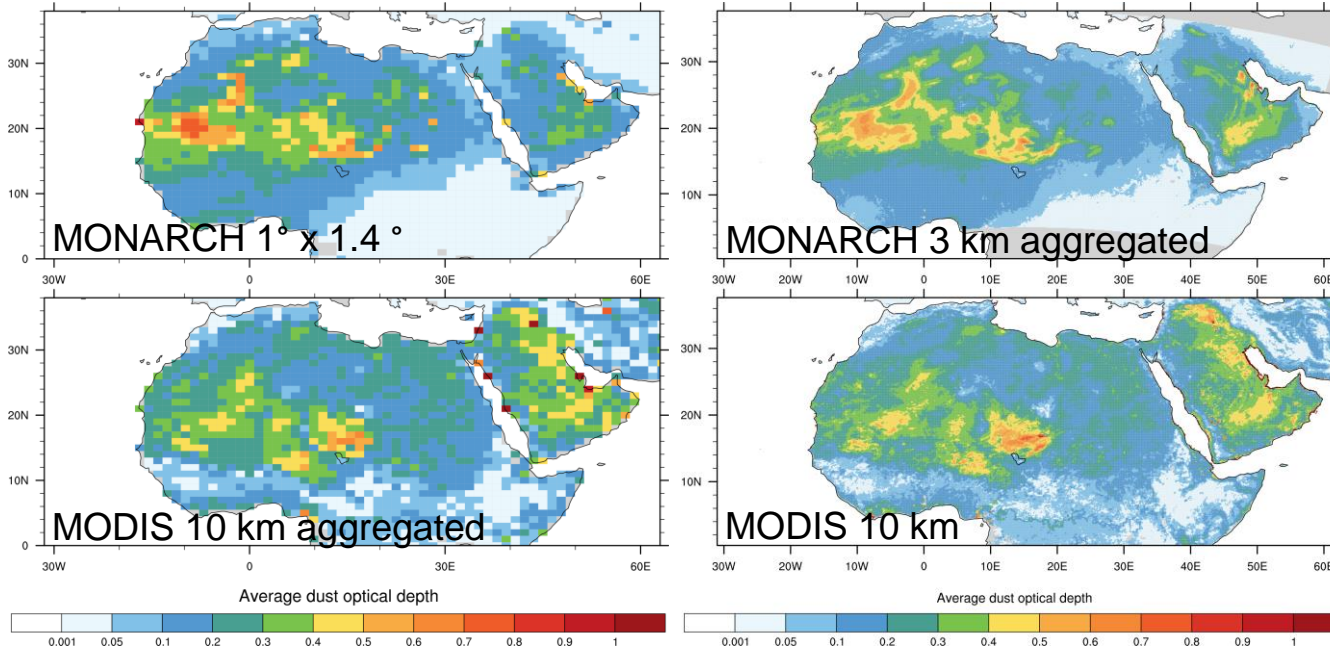 30N
20N
10N
0
MONARCH 1° x 1.4 °
30W
0
30E
60E
30N
20N
10N
0
MONARCH 3 km aggregated
30W
20W
10W
0
10E
20E
30E
40E
50E
60E
30N
20N
10N
0
MODIS 10 km aggregated
30W
0
30E
60E
30N
20N
10N
0
MODIS 10 km
30W
20W
10W
0
10E
20E
30E
40E
50E
60E
Average dust optical depth
0.001 0.05 0.1 0.2 0.3 0.4 0.5 0.6 0.7 0.8 0.9 1
Average dust optical depth
0.001 0.05 0.1 0.2 0.3 0.4 0.5 0.6 0.7 0.8 0.9 1